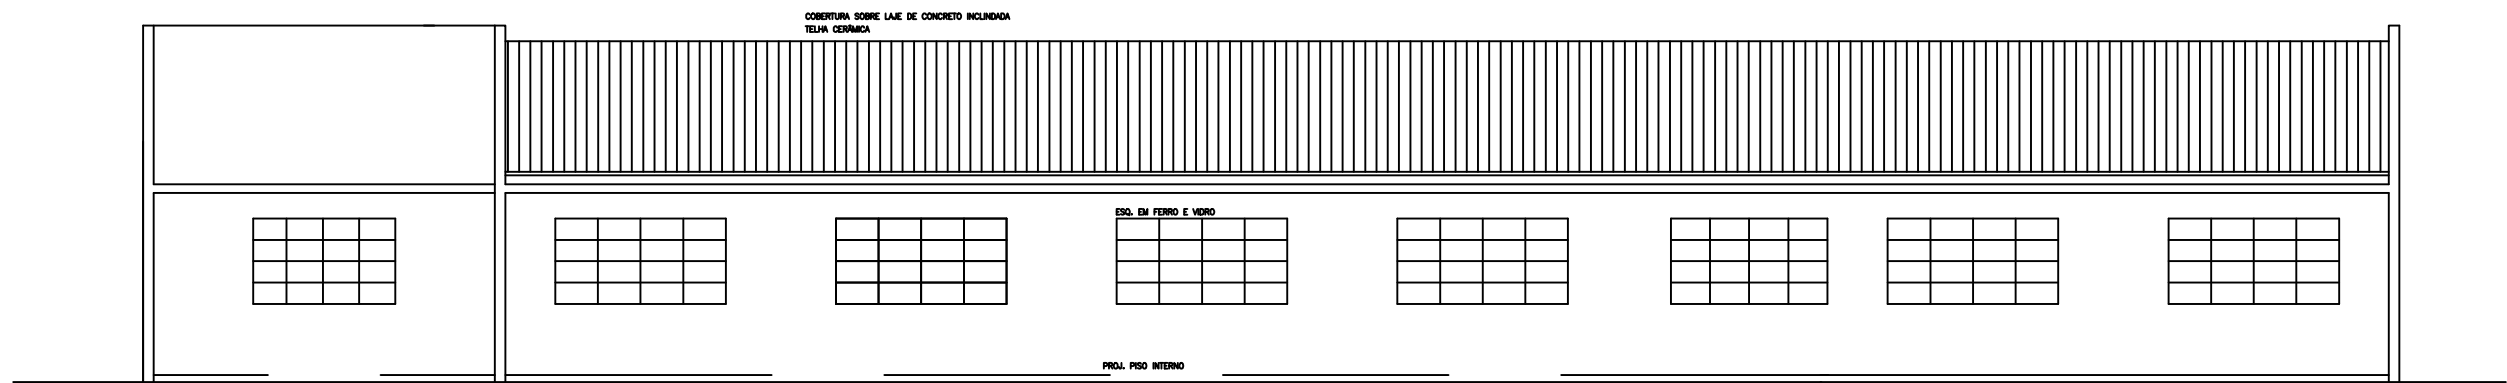 COBERTURA SOBRE LAJE DE CONCRETO INCLINDADA
TELHA CERÂMICA
ESQ. EM FERRO E VIDRO
PROJ. PISO INTERNO